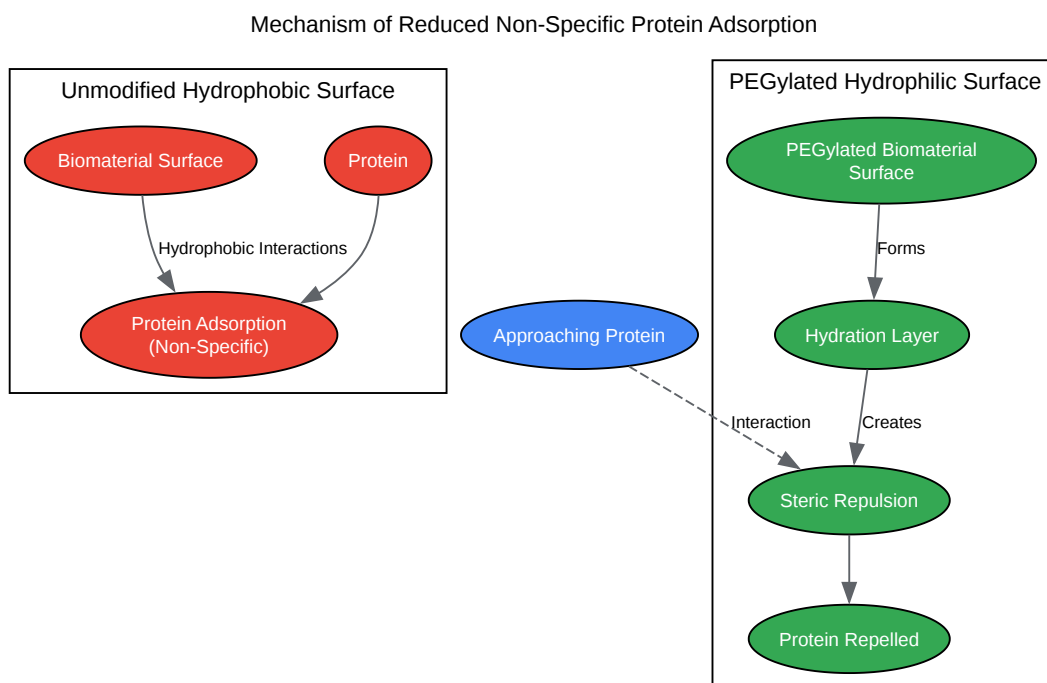 Mechanism of Reduced Non-Specific Protein Adsorption
Unmodified Hydrophobic Surface
Biomaterial Surface
Protein
Hydrophobic Interactions
Protein Adsorption
(Non-Specific)
Approaching Protein
Interaction
PEGylated Hydrophilic Surface
PEGylated Biomaterial
Surface
Forms
Hydration Layer
Creates
Steric Repulsion
Protein Repelled